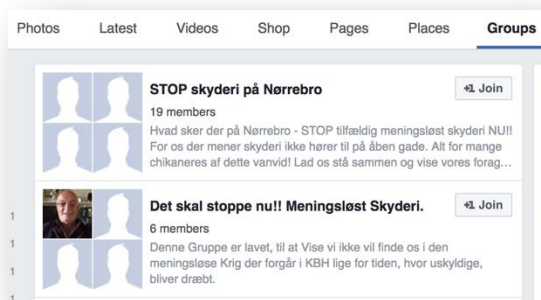 Photos Latest Videos Shop Pages Places Groups
STOP skyderi på Nørrebro
+1 Join
19 members
Hvad sker der på Nørrebro - STOP tilfældig meningsløst skyderi NU!!
For os der mener skyderi ikke hører til på åben gade. Alt for mange
chikaneres af dette vanvid! Lad os stå sammen og vise vores forag...
Det skal stoppe nu!! Meningsløst Skyderi.
+1 Join
6 members
Denne Gruppe er lavet, til at Vise vi ikke vil finde os i den
meningsløse Krig der forgår i KBH lige for tiden, hvor uskyldige,
bliver dræbt.
1
1
1